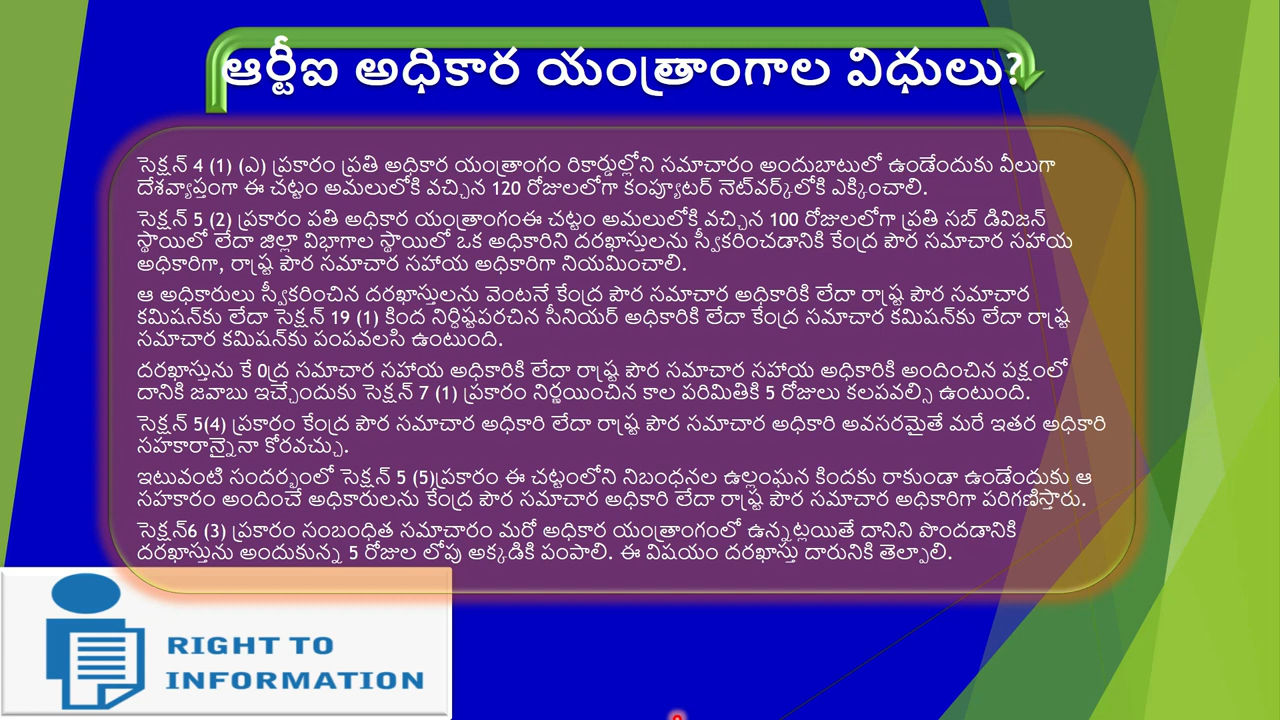 ఆర్టీఐ అధికార యంత్రాంగాల విధులు?
సెక్షన్ 4 (1) (ఎ) ప్రకారం ప్రతి అధికార యంత్రాంగం రికార్డుల్లోని సమాచారం అందుబాటులో ఉండేందుకు వీలుగా
దేశవ్యాప్తంగా ఈ చట్టం అమలులోకి వచ్చిన 120 రోజులలోగా కంప్యూటర్ నెట్‌వర్క్‌లోకి ఎక్కించాలి.
సెక్షన్ 5 (2) ప్రకారం పతి అధికార యంత్రాంగంఈ చట్టం అమలులోకి వచ్చిన 100 రోజులలోగా ప్రతి సబ్ డివిజన్
స్థాయిలో లేదా జిల్లా విభాగాల స్థాయిలో ఒక అధికారిని దరఖాస్తులను స్వీకరించడానికి కేంద్ర పౌర సమాచార సహాయ
అధికారిగా, రాష్ట్ర పౌర సమాచార సహాయ అధికారిగా నియమించాలి.
ఆ అధికారులు స్వీకరించిన దరఖాస్తులను వెంటనే కేంద్ర పౌర సమాచార అధికారికి లేదా రాష్ట్ర పౌర సమాచార
కమిషన్‌కు లేదా సెక్షన్ 19 (1) కింద నిర్దిష్టపరచిన సీనియర్ అధికారికి లేదా కేంద్ర సమాచార కమిషన్‌కు లేదా రాష్ట్ర
సమాచార కమిషన్‌కు పంపవలసి ఉంటుంది.
దరఖాస్తును కే 0ద్ర సమాచార సహాయ అధికారికి లేదా రాష్ట్ర పౌర సమాచార సహాయ అధికారికి అందించిన పక్షంలో
దానికి జవాబు ఇచ్చేందుకు సెక్షన్ 7 (1) ప్రకారం నిర్ణయించిన కాల పరిమితికి 5 రోజులు కలపవల్సి ఉంటుంది.
సెక్షన్ 5(4) ప్రకారం కేంద్ర పౌర సమాచార అధికారి లేదా రాష్ట్ర పౌర సమాచార అధికారి అవసరమైతే మరే ఇతర అధికారి
సహకారాన్నైనా కోరవచ్చు.
ఇటువంటి సందర్భంలో సెక్షన్ 5 (5)ప్రకారం ఈ చట్టంలోని నిబంధనల ఉల్లంఘన కిందకు రాకుండా ఉండేందుకు ఆ
సహకారం అందించే అధికారులను కేంద్ర పౌర సమాచార అధికారి లేదా రాష్ట్ర పౌర సమాచార అధికారిగా పరిగణిస్తారు.
సెక్షన్6 (3) ప్రకారం సంబంధిత సమాచారం మరో అధికార యంత్రాంగంలో ఉన్నట్లయితే దానిని పొందడానికి
దరఖాస్తును అందుకున్న 5 రోజుల లోపు అక్కడికి పంపాలి. ఈ విషయం దరఖాస్తు దారునికి తెల్పాలి.
RIGHT TO
INFORMATION